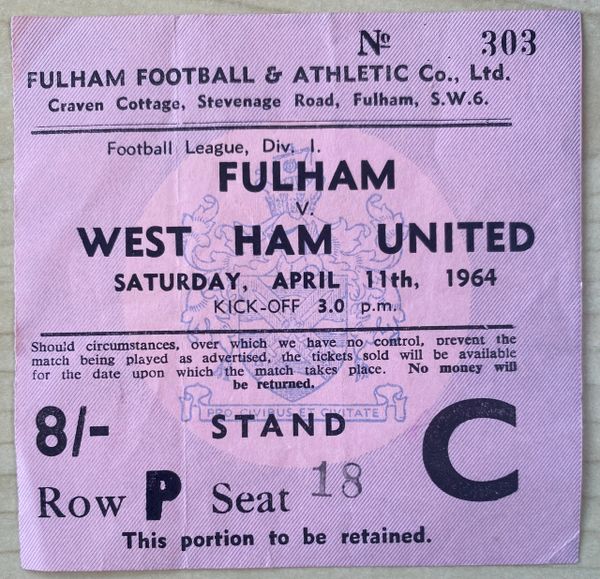 Nº 303
FULHAM FOOTBALL & ATHLETIC Co., Ltd.
Craven Cottage, Stevenage Road, Fulham, S.W.6.
Football League, Div. I.
FULHAM
v.
WEST HAM UNITED
SATURDAY, APRIL 11th, 1964
KICK-OFF 3.0 p.m.
Should circumstances, over which we have no control, prevent the
match being played as advertised, the tickets sold will be available
for the date upon which the match takes place. No money will
be returned.
PRO CIVIBUS ET CIVITATE
8/- STAND C
Row P Seat 18
This portion to be retained.